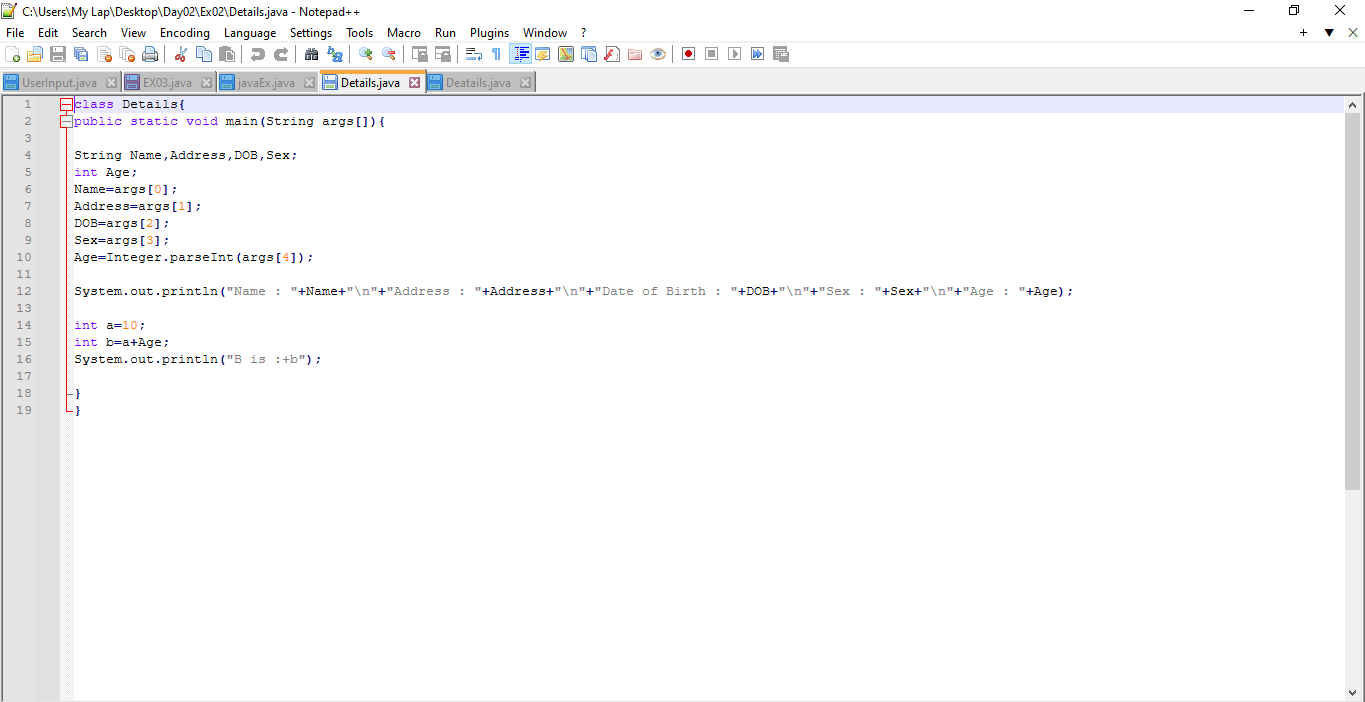 C:\Users\My Lap\Desktop\Day02\Ex02\Details.java - Notepad++
File Edit Search View Encoding Language Settings Tools Macro Run Plugins Window ?
UserInput.java EX03.java javaEx.java Details.java Deatails.java
1 class Details{
2 public static void main(String args[]){
3
4 String Name,Address,DOB,Sex;
5 int Age;
6 Name=args[0];
7 Address=args[1];
8 DOB=args[2];
9 Sex=args[3];
10 Age=Integer.parseInt(args[4]);
11
12 System.out.println("Name : "+Name+"\n"+"Address : "+Address+"\n"+"Date of Birth : "+DOB+"\n"+"Sex : "+Sex+"\n"+"Age : "+Age);
13
14 int a=10;
15 int b=a+Age;
16 System.out.println("B is :+b");
17
18 }
19 }